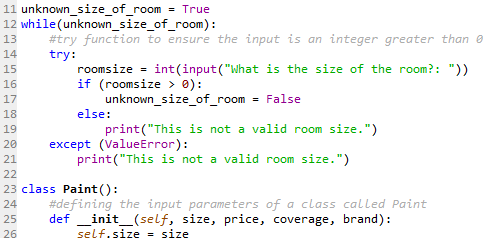 11 unknown_size_of_room = True
12 while(unknown_size_of_room):
13     #try function to ensure the input is an integer greater than 0
14     try:
15         roomsize = int(input("What is the size of the room?: "))
16         if (roomsize > 0):
17             unknown_size_of_room = False
18         else:
19             print("This is not a valid room size.")
20     except (ValueError):
21         print("This is not a valid room size.")
22
23 class Paint():
24     #defining the input parameters of a class called Paint
25     def __init__(self, size, price, coverage, brand):
26         self.size = size